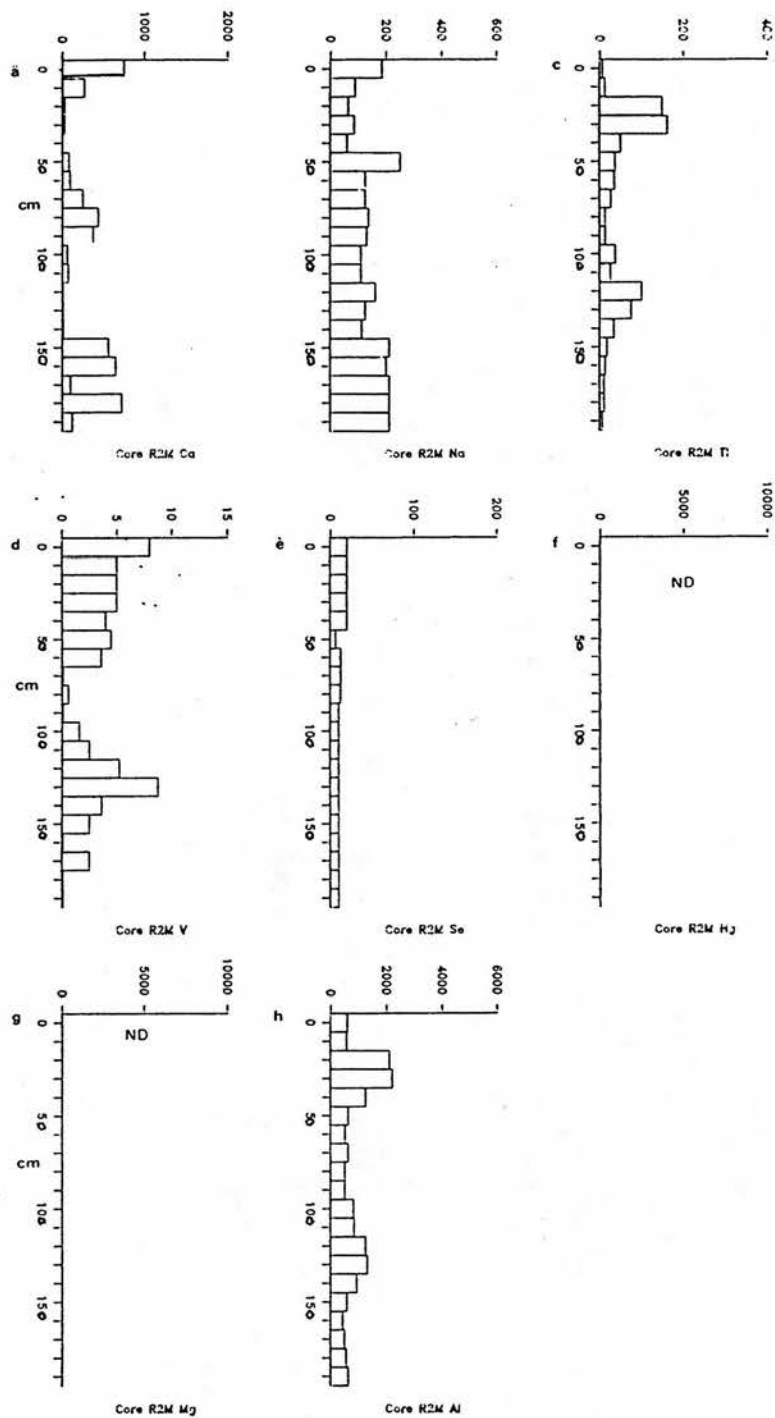 0 1000 2000
a
0 50 100 150
cm
Core R2M Ca
0 200 400 600
0 50 100 150
Core R2M Na
0 200 400
c
0 50 100 150
Core R2M Ti
0 5 10 15
d
0 50 100 150
cm
Core R2M V
0 100 200
e
0 50 100 150
Core R2M Se
0 5000 10000
f
ND
0 50 100 150
Core R2M Hg
0 5000 10000
g
ND
0 50 100 150
cm
Core R2M Mg
0 2000 4000 6000
h
0 50 100 150
Core R2M Al